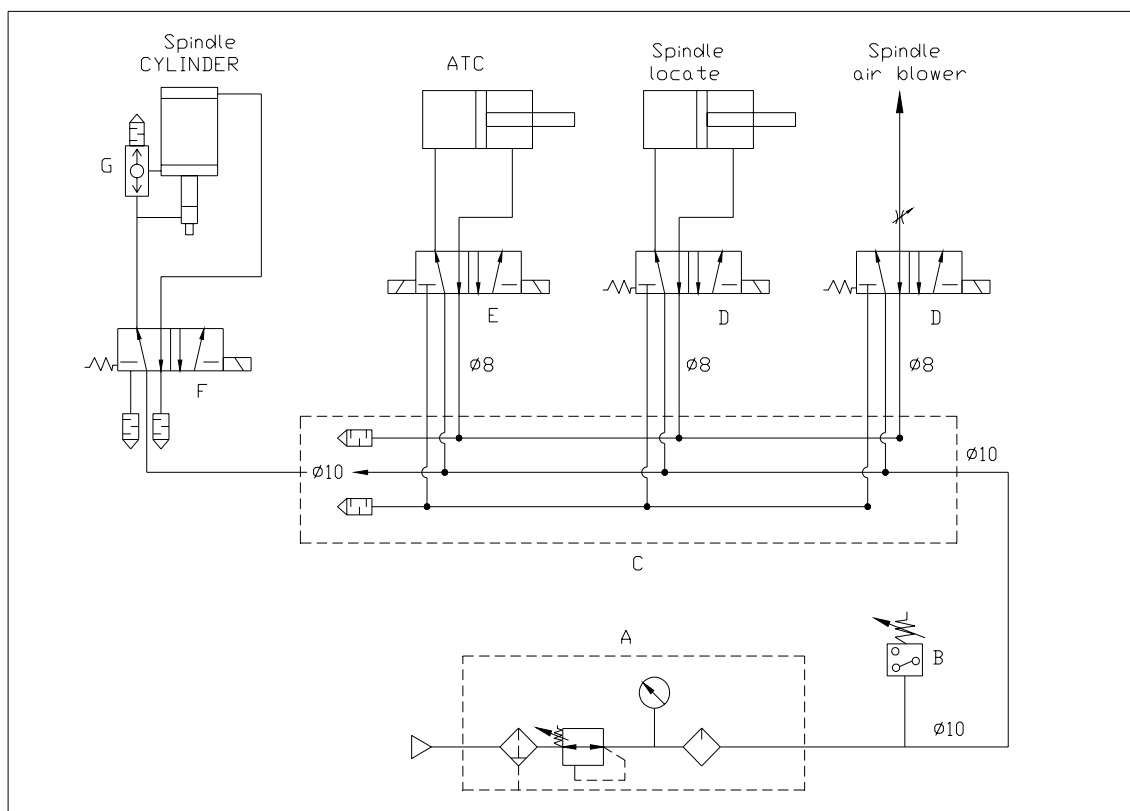 Spindle
CYLINDER
ATC
Spindle
locate
Spindle
air blower
G
E
D
D
F
ø8
ø8
ø8
ø10
ø10
C
A
B
ø10